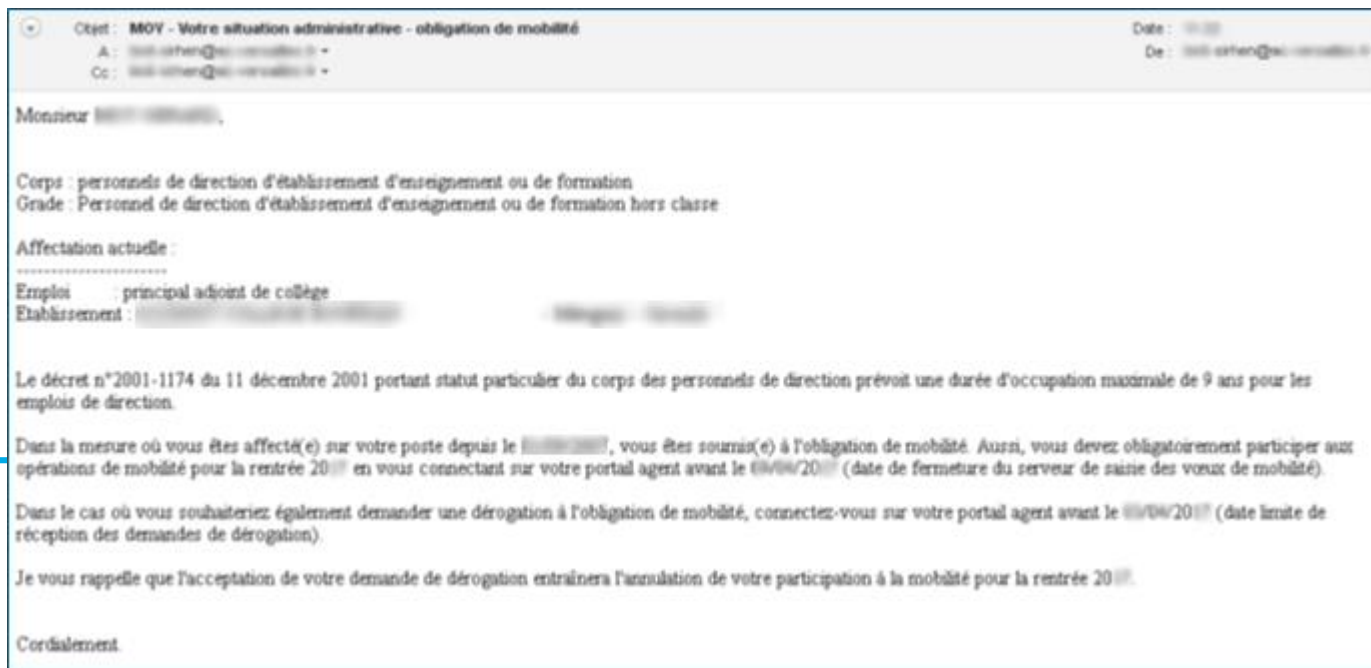 Objet : MOY - Votre situation administrative - obligation de mobilité
Date :
A :
De :
Cc :
Monsieur
Corps : personnels de direction d'établissement d'enseignement ou de formation
Grade : Personnel de direction d'établissement d'enseignement ou de formation hors classe
Affectation actuelle :
----------------------
Emploi : principal adjoint de collège
Etablissement :
Le décret n°2001-1174 du 11 décembre 2001 portant statut particulier du corps des personnels de direction prévoit une durée d'occupation maximale de 9 ans pour les
emplois de direction.
Dans la mesure où vous êtes affecté(e) sur votre poste depuis le , vous êtes soumis(e) à l'obligation de mobilité. Aussi, vous devez obligatoirement participer aux
opérations de mobilité pour la rentrée 20 en vous connectant sur votre portail agent avant le /20 (date de fermeture du serveur de saisie des vœux de mobilité).
Dans le cas où vous souhaiteriez également demander une dérogation à l'obligation de mobilité, connectez-vous sur votre portail agent avant le /20 (date limite de
réception des demandes de dérogation).
Je vous rappelle que l'acceptation de votre demande de dérogation entraînera l'annulation de votre participation à la mobilité pour la rentrée 20 .
Cordialement.